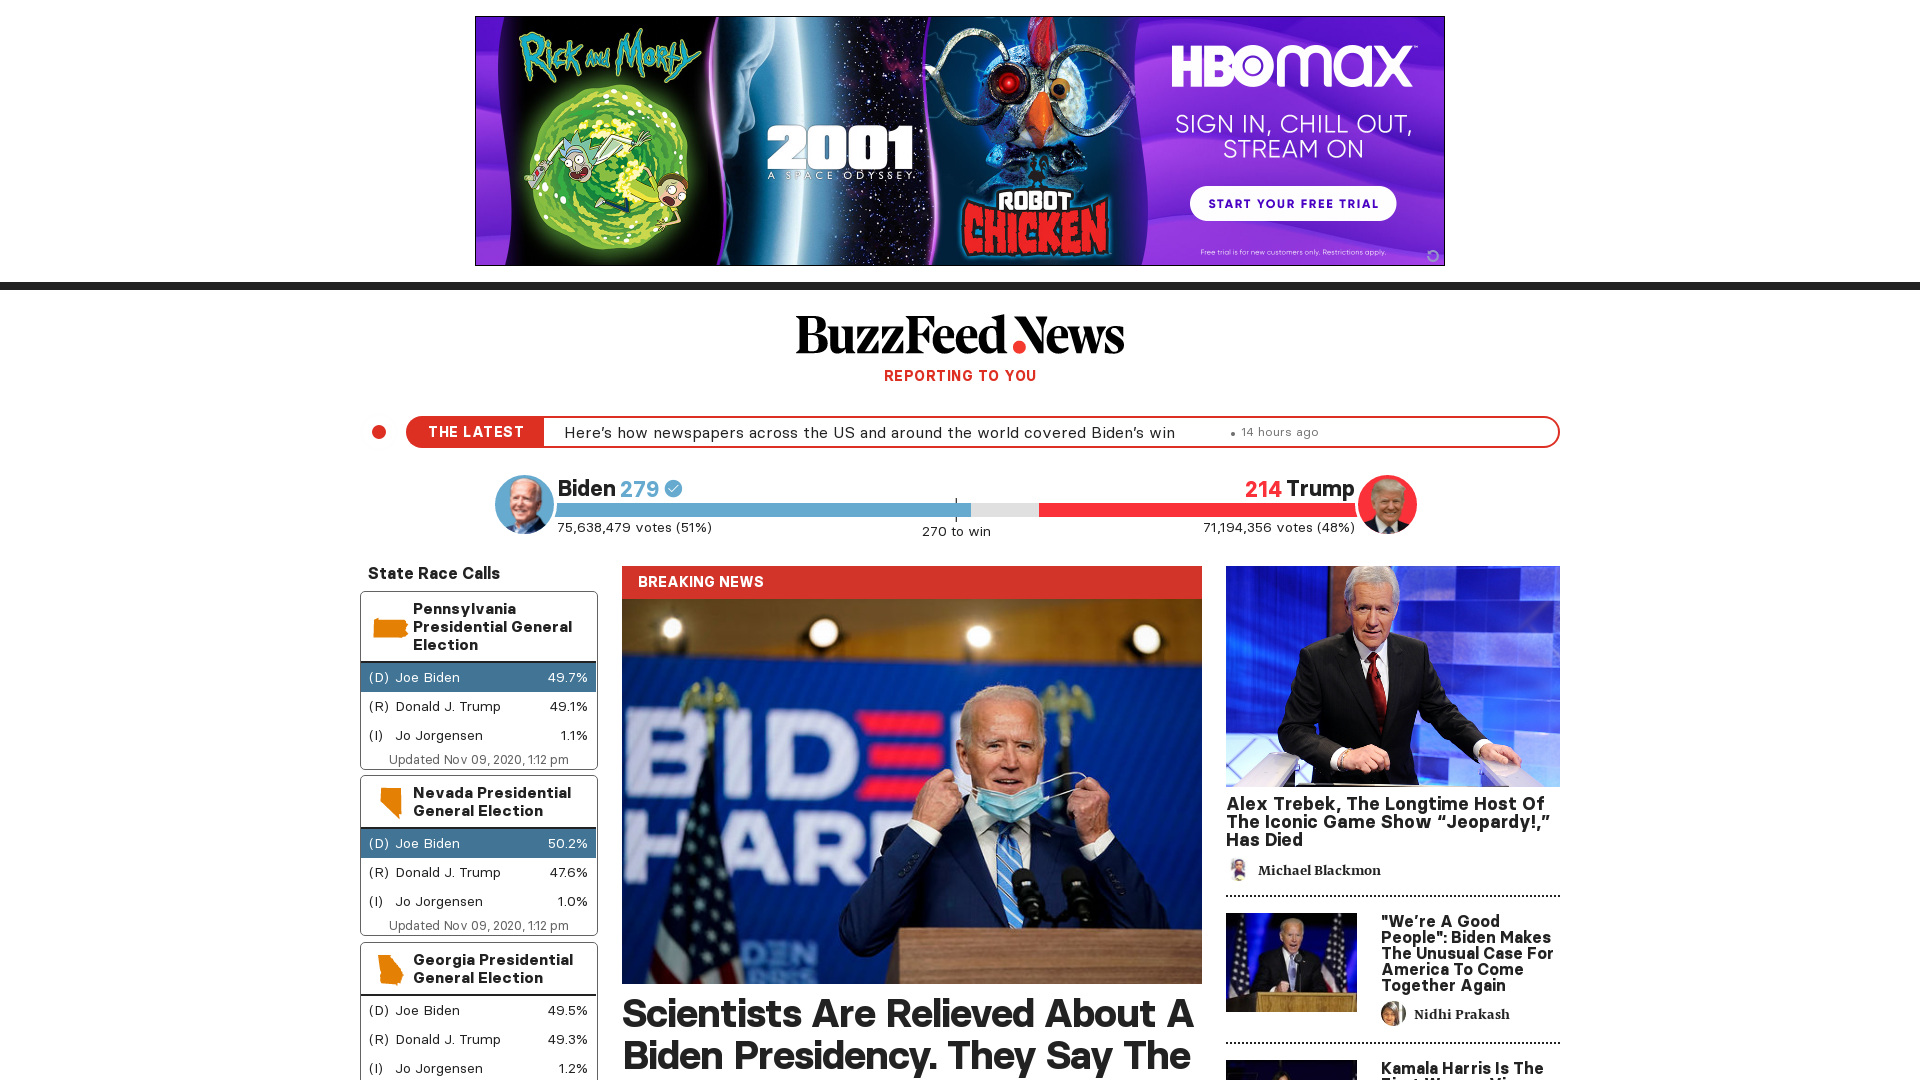 Rick and Morty
2001
A SPACE ODYSSEY
ROBOT
CHICKEN
HBOmax
SIGN IN, CHILL OUT,
STREAM ON
START YOUR FREE TRIAL
Free trial is for new customers only. Restrictions apply.
BuzzFeed News
REPORTING TO YOU
THE LATEST
Here’s how newspapers across the US and around the world covered Biden’s win
• 14 hours ago
Biden 279
214 Trump
75,638,479 votes (51%)
270 to win
71,194,356 votes (48%)
State Race Calls
Pennsylvania
Presidential General
Election
(D) Joe Biden 49.7%
(R) Donald J. Trump 49.1%
(I) Jo Jorgensen 1.1%
Updated Nov 09, 2020, 1:12 pm
Nevada Presidential
General Election
(D) Joe Biden 50.2%
(R) Donald J. Trump 47.6%
(I) Jo Jorgensen 1.0%
Updated Nov 09, 2020, 1:12 pm
Georgia Presidential
General Election
(D) Joe Biden 49.5%
(R) Donald J. Trump 49.3%
(I) Jo Jorgensen 1.2%
BREAKING NEWS
BIDE
HARR
Scientists Are Relieved About A
Biden Presidency. They Say The
Alex Trebek, The Longtime Host Of
The Iconic Game Show “Jeopardy!,”
Has Died
Michael Blackmon
"We’re A Good
People": Biden Makes
The Unusual Case For
America To Come
Together Again
Nidhi Prakash
Kamala Harris Is The